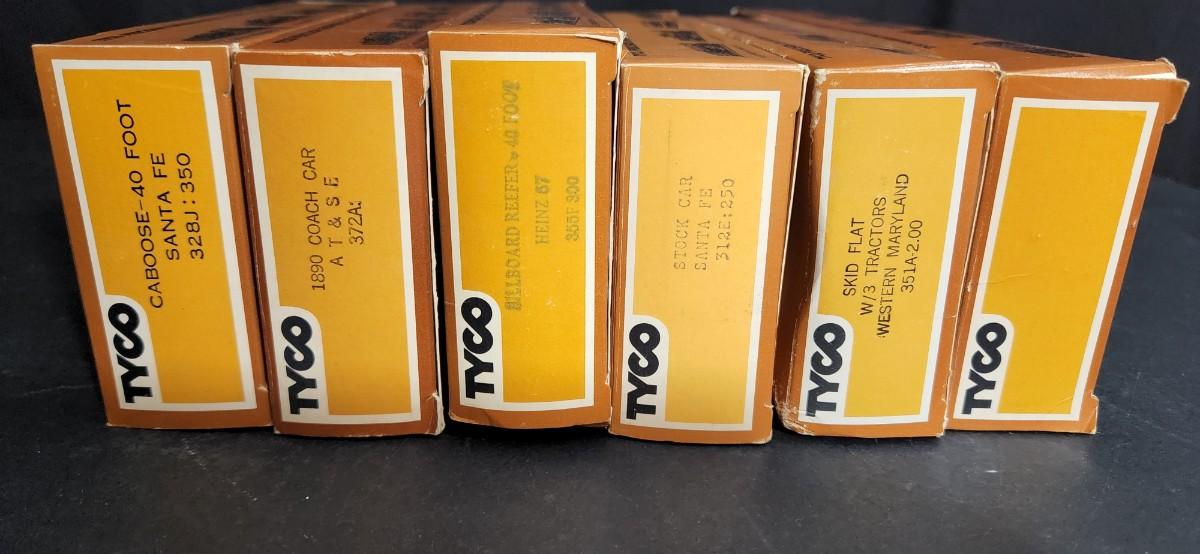 CABOOSE-40 FOOT
SANTA FE
328J:350
TYCO
1890 COACH CAR
A T & S F
372A:
TYCO
BILLBOARD REEFER-40 FOOT
HEINZ 57
355F 300
TYCO
STOCK CAR
SANTA FE
312E:250
TYCO
SKID FLAT
W/3 TRACTORS
WESTERN MARYLAND
351A-2.00
TYCO
TYCO